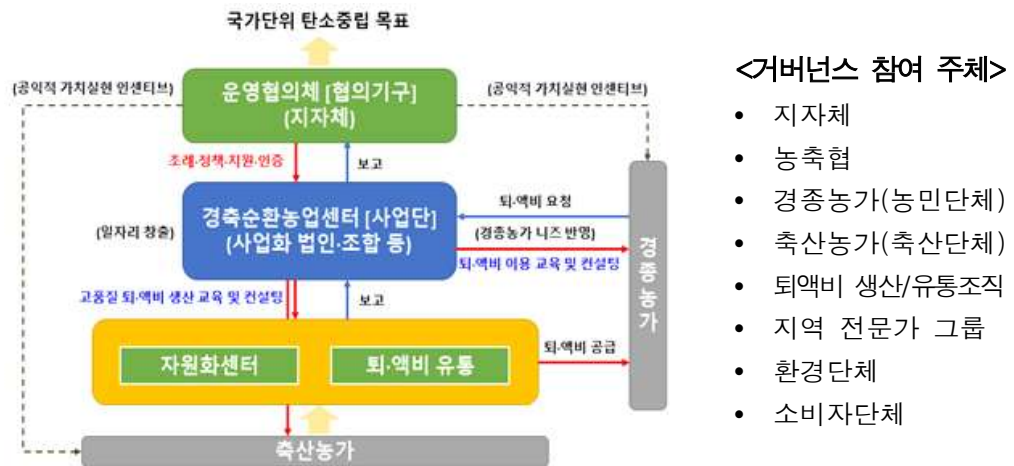 국가단위 탄소중립 목표
(공익적 가치실현 인센티브)
운영협의체 [협의기구]
(지자체)
(공익적 가치실현 인센티브)
조례·정책·지원·인증
보고
(일자리 창출)
경축순환농업센터 [사업단]
(사업화 법인·조합 등)
퇴·액비 요청
(경종농가 니즈 반영)
퇴·액비 이용 교육 및 컨설팅
경종농가
고품질 퇴·액비 생산 교육 및 컨설팅
보고
자원화센터
퇴·액비 유통
퇴·액비 공급
축산농가
<거버넌스 참여 주체>
• 지자체
• 농축협
• 경종농가(농민단체)
• 축산농가(축산단체)
• 퇴액비 생산/유통조직
• 지역 전문가 그룹
• 환경단체
• 소비자단체